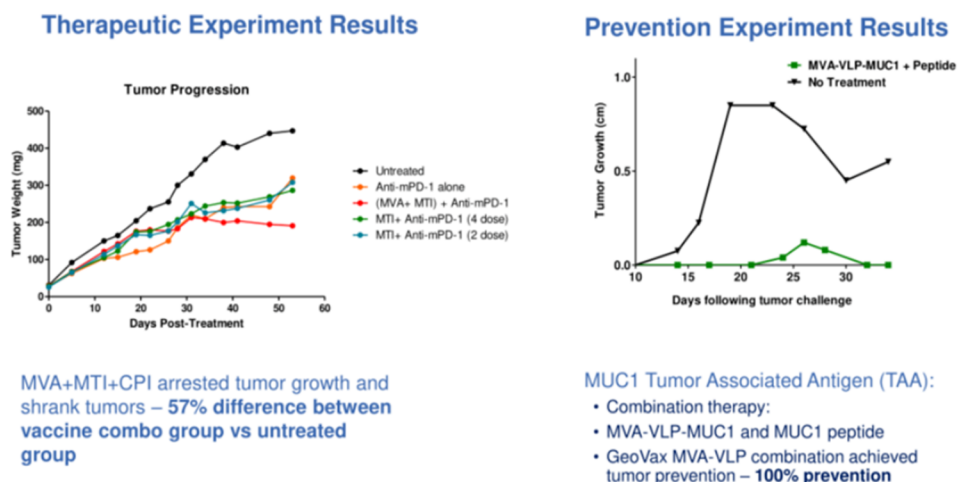 Therapeutic Experiment Results
Tumor Progression
Tumor Weight (mg)
500
400
300
200
100
0
0 10 20 30 40 50 60
Days Post-Treatment
Untreated
Anti-mPD-1 alone
(MVA+ MTI) + Anti-mPD-1
MTI+ Anti-mPD-1 (4 dose)
MTI+ Anti-mPD-1 (2 dose)
MVA+MTI+CPI arrested tumor growth and
shrank tumors – 57% difference between
vaccine combo group vs untreated
group
Prevention Experiment Results
MVA-VLP-MUC1 + Peptide
No Treatment
Tumor Growth (cm)
1.0
0.5
0.0
10 15 20 25 30
Days following tumor challenge
MUC1 Tumor Associated Antigen (TAA):
• Combination therapy:
• MVA-VLP-MUC1 and MUC1 peptide
• GeoVax MVA-VLP combination achieved
tumor prevention – 100% prevention